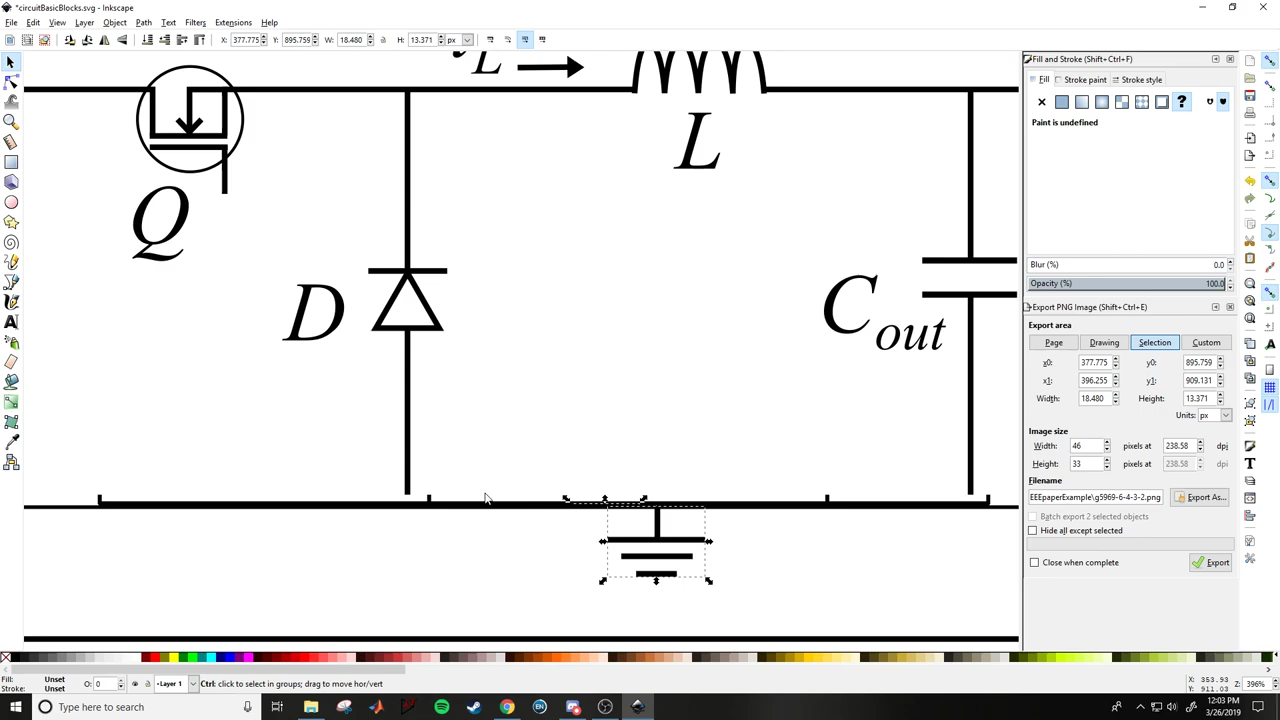 *circuitBasicBlocks.svg - Inkscape
File Edit View Layer Object Path Text Filters Extensions Help
X: 377.775 Y: 895.759 W: 18.480 H: 13.371 px
Fill and Stroke (Shift+Ctrl+F)
Fill Stroke paint Stroke style
?
Paint is undefined
Blur (%) 0.0
Opacity (%) 100.0
Export PNG Image (Shift+Ctrl+E)
Export area
Page Drawing Selection Custom
x0: 377.775 y0: 895.759
x1: 396.255 y1: 909.131
Width: 18.480 Height: 13.371
Units: px
Image size
Width: 46 pixels at 238.58 dpi
Height: 33 pixels at 238.58 dpi
Filename
EEEpaperExample\g5969-6-4-3-2.png Export As...
Batch export 2 selected objects
Hide all except selected
Close when complete Export
L
L
Q
D
C out
Fill: Unset
Stroke: Unset
O: 0
Layer 1
Ctrl: click to select in groups; drag to move hor/vert
X: 353.93
Y: 911.03
Z: 396%
Type here to search
12:03 PM
3/26/2019